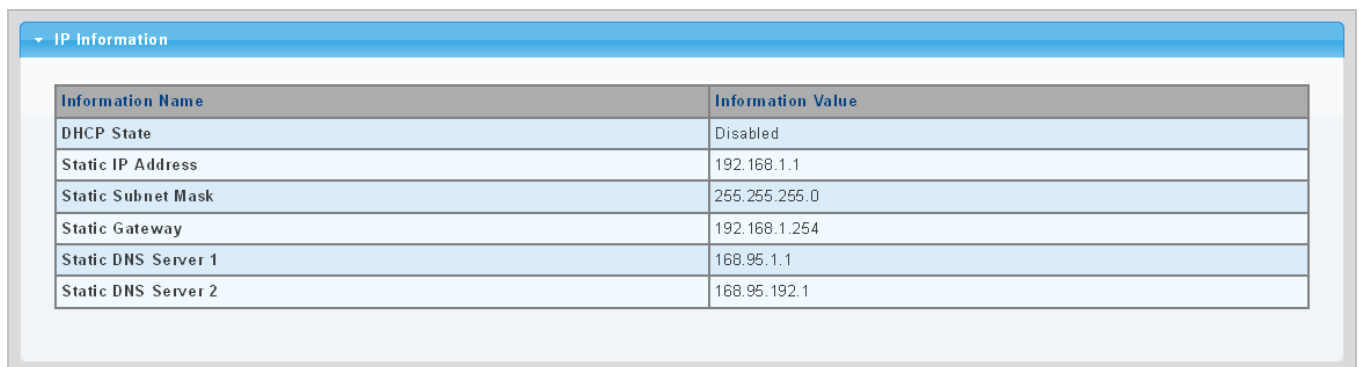 IP Information
Information Name Information Value
DHCP State Disabled
Static IP Address 192.168.1.1
Static Subnet Mask 255.255.255.0
Static Gateway 192.168.1.254
Static DNS Server 1 168.95.1.1
Static DNS Server 2 168.95.192.1